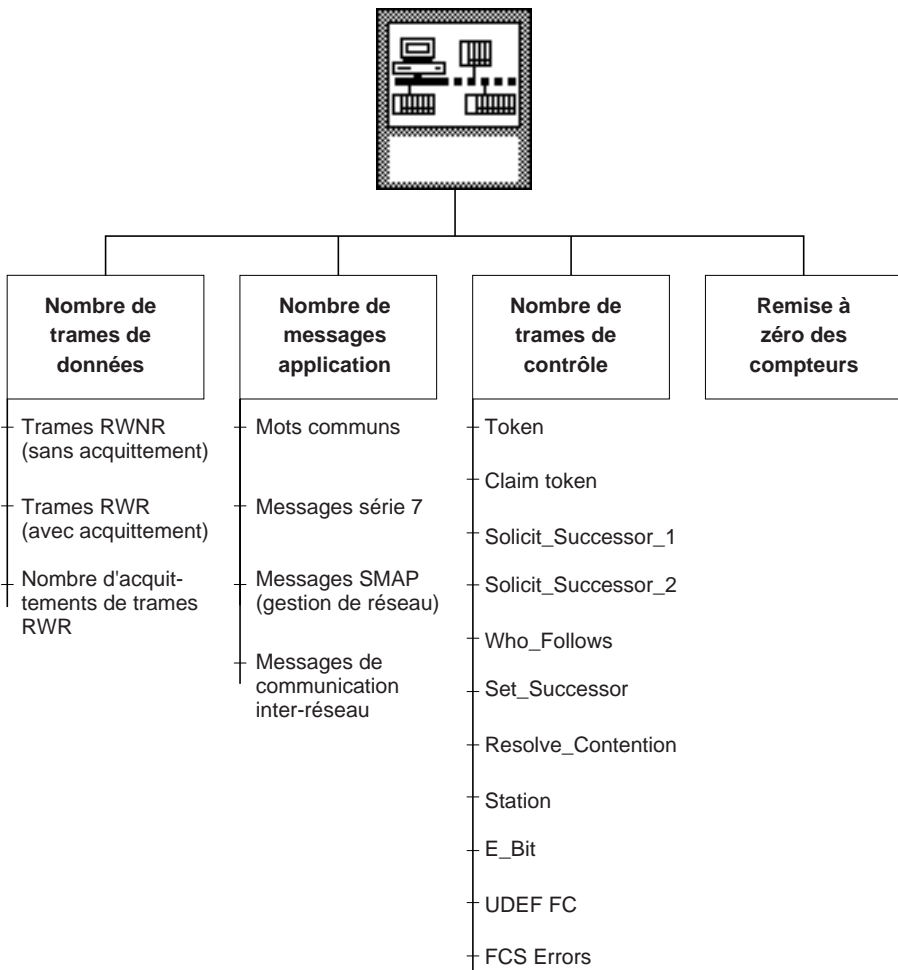 Nombre de
trames de
données
Nombre de
messages
application
Nombre de
trames de
contrôle
Remise à
zéro des
compteurs
Trames RWNR
(sans acquittement)
Trames RWR
(avec acquittement)
Nombre d'acquit-
tements de trames
RWR
Mots communs
Messages série 7
Messages SMAP
(gestion de réseau)
Messages de
communication
inter-réseau
Token
Claim token
Solicit_Successor_1
Solicit_Successor_2
Who_Follows
Set_Successor
Resolve_Contention
Station
E_Bit
UDEF FC
FCS Errors